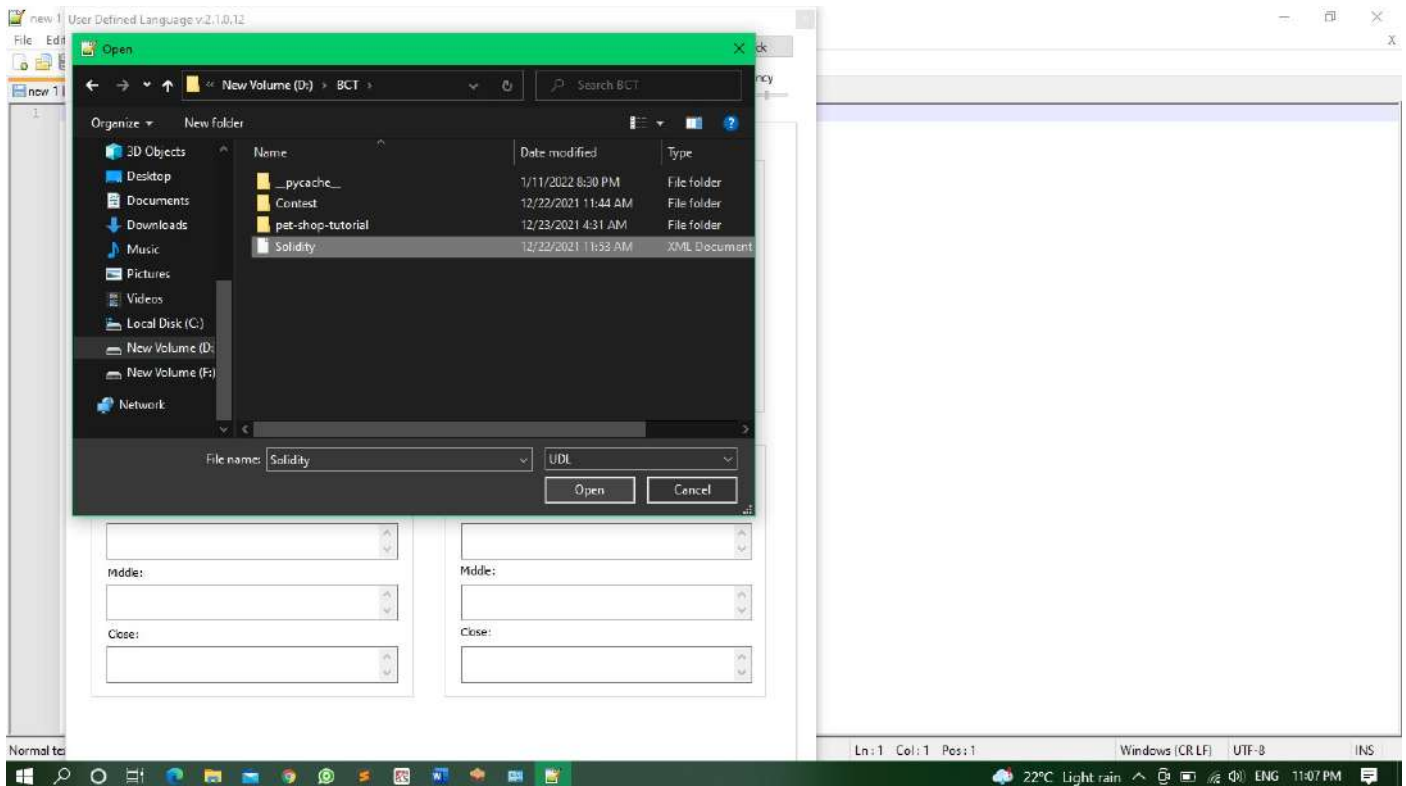 new 1 User Defined Language v.2.1.0.12
File Edit
Open
New Volume (D:) > BCT >
Search BCT
new 1
1
Organize New folder
3D Objects
Desktop
Documents
Downloads
Music
Pictures
Videos
Local Disk (C:)
New Volume (D:
New Volume (F:)
Network
Name Date modified Type
__pycache__ 1/11/2022 8:30 PM File folder
Contest 12/22/2021 11:44 AM File folder
pet-shop-tutorial 12/23/2021 4:31 AM File folder
Solidity 12/22/2021 11:53 AM XML Document
File name: Solidity UDL
Open Cancel
Middle: Middle:
Close: Close:
Ln : 1 Col : 1 Pos : 1 Windows (CR LF) UTF-8 INS
22°C Light rain ENG 11:07 PM